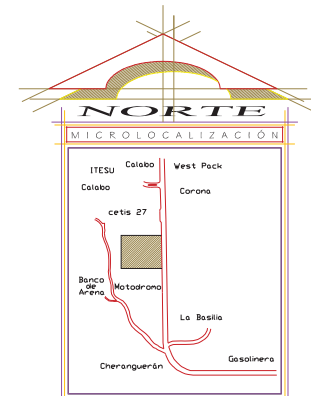 NORTE
MICROLOCALIZACIÓN
ITESU
Calabo
West Pack
Calabo
Corona
cetis 27
Banco
de
Arena
Motodromo
La Basilia
Gasolinera
Cheranguerán